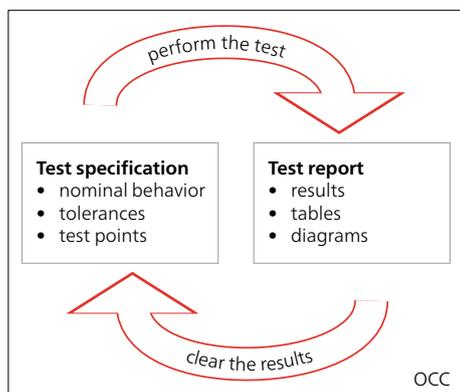 perform the test
Test specification
• nominal behavior
• tolerances
• test points
Test report
• results
• tables
• diagrams
clear the results
OCC